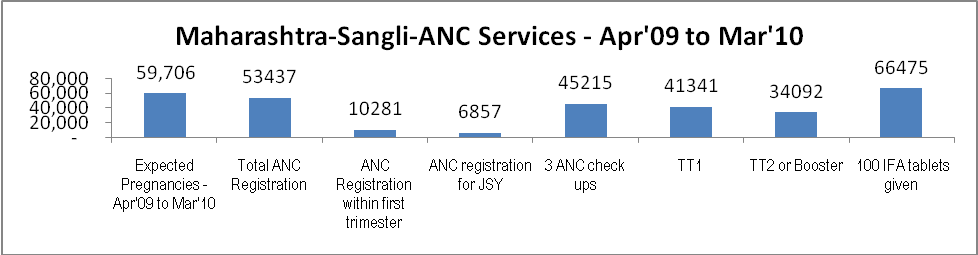 Maharashtra-Sangli-ANC Services - Apr'09 to Mar'10
80,000
60,000
40,000
20,000
-
59,706
53437
10281
6857
45215
41341
34092
66475
Expected
Pregnancies -
Apr'09 to Mar'10
Total ANC
Registration
ANC
Registration
within first
trimester
ANC registration
for JSY
3 ANC check
ups
TT1
TT2 or Booster
100 IFA tablets
given